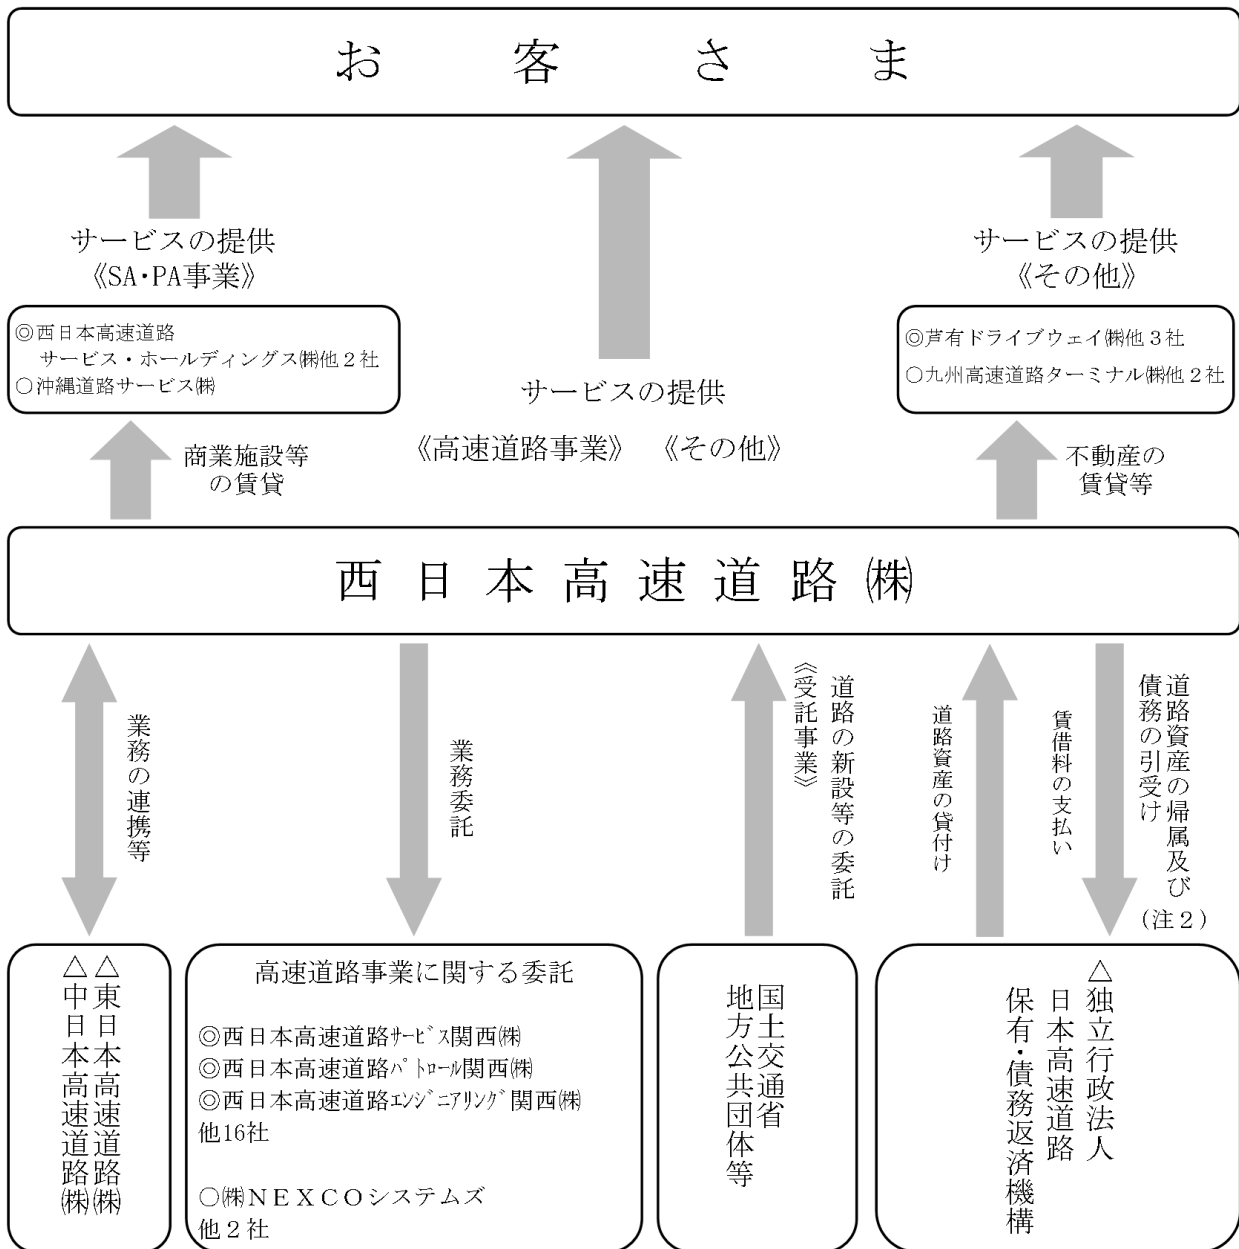 お客さま
サービスの提供
《SA・PA事業》
サービスの提供
《その他》
◎西日本高速道路
サービス・ホールディングス㈱他２社
○沖縄道路サービス㈱
◎芦有ドライブウェイ㈱他３社
○九州高速道路ターミナル㈱他２社
サービスの提供
《高速道路事業》　《その他》
商業施設等
の賃貸
不動産の
賃貸等
西日本高速道路㈱
業務の連携等
業務委託
道路の新設等の委託
《受託事業》
道路資産の貸付け
賃借料の支払い
道路資産の帰属及び
債務の引受け
(注２)
△東日本高速道路㈱
△中日本高速道路㈱
高速道路事業に関する委託
◎西日本高速道路ｻｰﾋﾞｽ関西㈱
◎西日本高速道路ﾊﾟﾄﾛｰﾙ関西㈱
◎西日本高速道路ｴﾝｼﾞﾆｱﾘﾝｸﾞ関西㈱
他16社
○㈱ＮＥＸＣＯシステムズ
他２社
国土交通省
地方公共団体等
△独立行政法人
日本高速道路
保有・債務返済機構